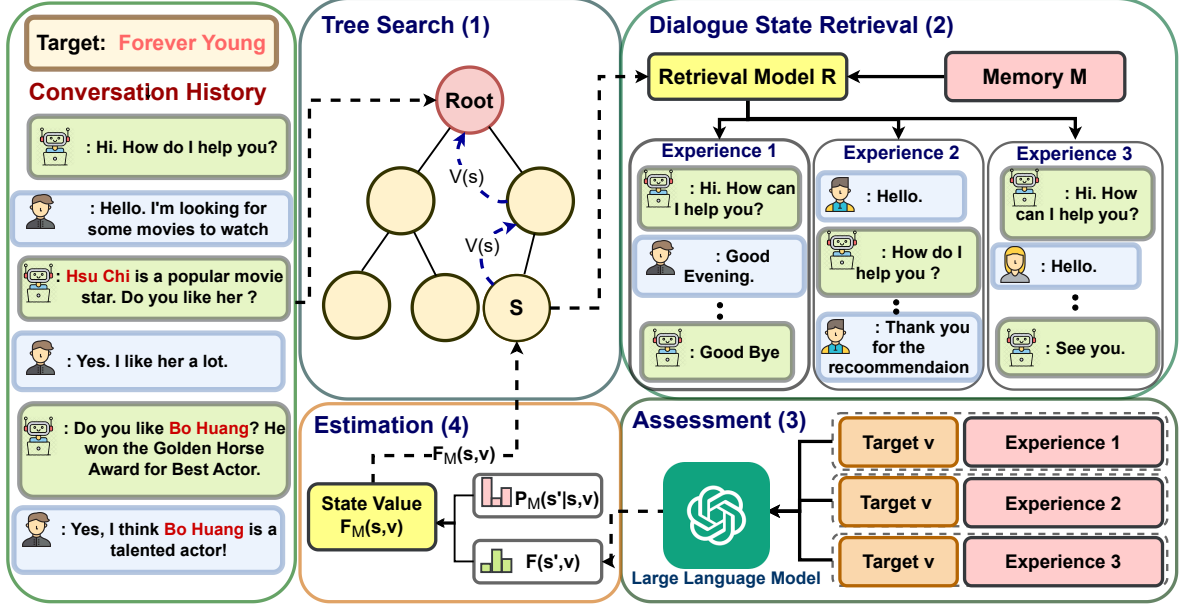 Target: Forever Young
Conversation History
: Hi. How do I help you?
: Hello. I'm looking for
some movies to watch
: Hsu Chi is a popular movie
star. Do you like her ?
: Yes. I like her a lot.
: Do you like Bo Huang? He
won the Golden Horse
Award for Best Actor.
: Yes, I think Bo Huang is a
talented actor!
Tree Search (1)
Root
V(s)
V(s)
S
Dialogue State Retrieval (2)
Retrieval Model R
Memory M
Experience 1
: Hi. How can
I help you?
: Good
Evening.
: Good Bye
Experience 2
: Hello.
: How do I
help you ?
: Thank you
for the
recoommendaion
Experience 3
: Hi. How
can I help you?
: Hello.
: See you.
Assessment (3)
Target v
Experience 1
Target v
Experience 2
Target v
Experience 3
Large Language Model
Estimation (4)
F_M(s,v)
State Value
F_M(s,v)
P_M(s'|s,v)
F(s',v)